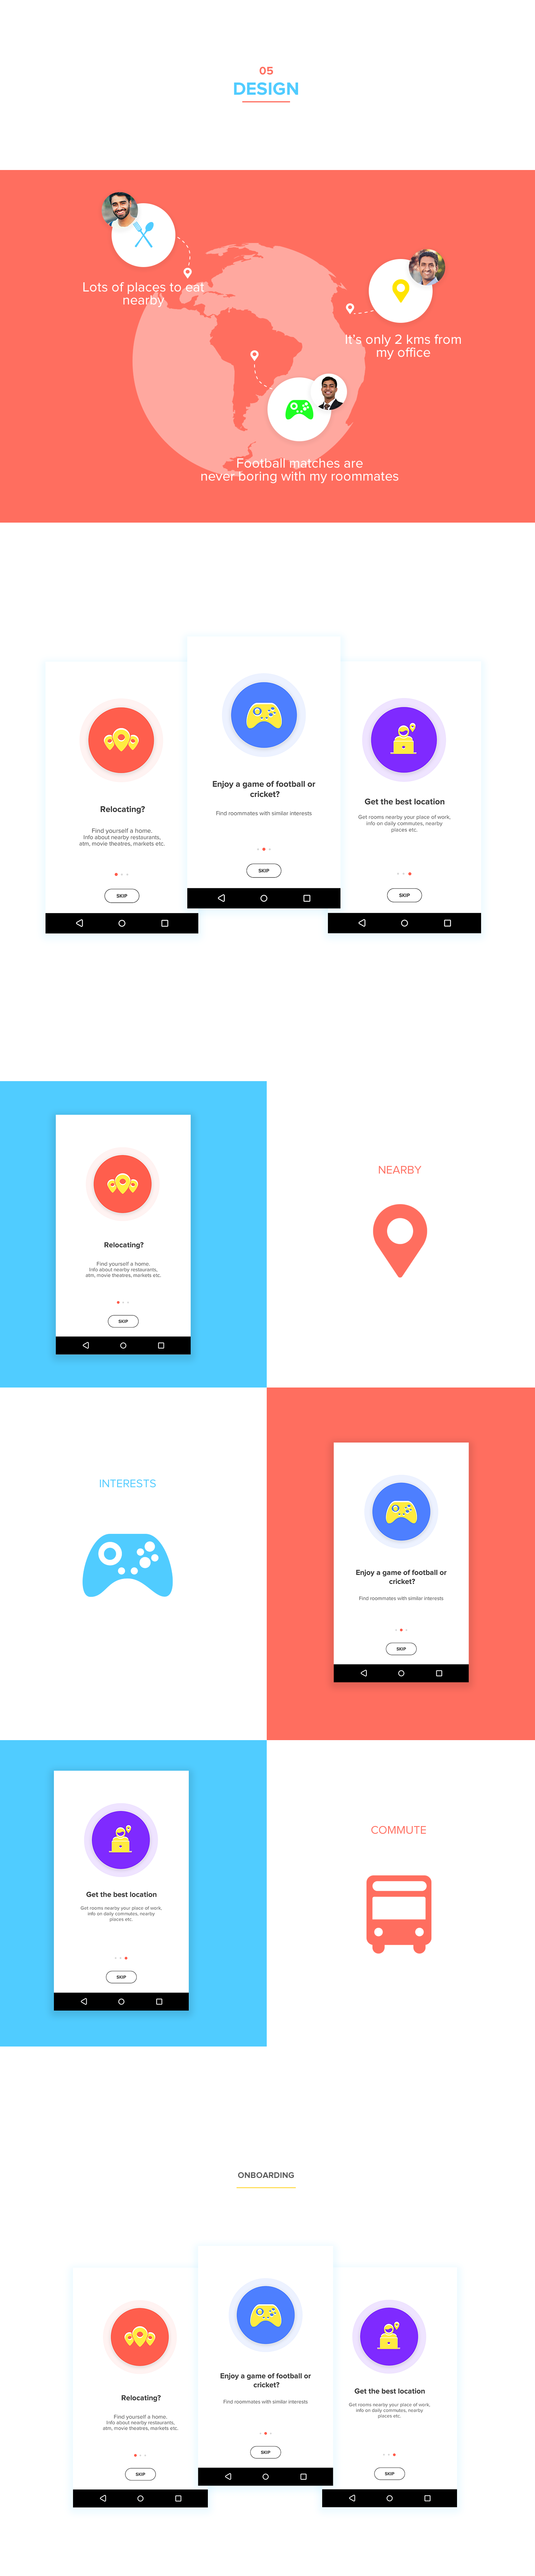 05
DESIGN
Lots of places to eat
nearby
It's only 2 kms from
my office
Football matches are
never boring with my roommates
Relocating?
Find yourself a home.
Info about nearby restaurants,
atm, movie theatres, markets etc.
SKIP
Enjoy a game of football or
cricket?
Find roommates with similar interests
SKIP
Get the best location
Get rooms nearby your place of work,
info on daily commutes, nearby
places etc.
SKIP
Relocating?
Find yourself a home.
Info about nearby restaurants,
atm, movie theatres, markets etc.
SKIP
NEARBY
INTERESTS
Enjoy a game of football or
cricket?
Find roommates with similar interests
SKIP
Get the best location
Get rooms nearby your place of work,
info on daily commutes, nearby
places etc.
SKIP
COMMUTE
ONBOARDING
Relocating?
Find yourself a home.
Info about nearby restaurants,
atm, movie theatres, markets etc.
SKIP
Enjoy a game of football or
cricket?
Find roommates with similar interests
SKIP
Get the best location
Get rooms nearby your place of work,
info on daily commutes, nearby
places etc.
SKIP